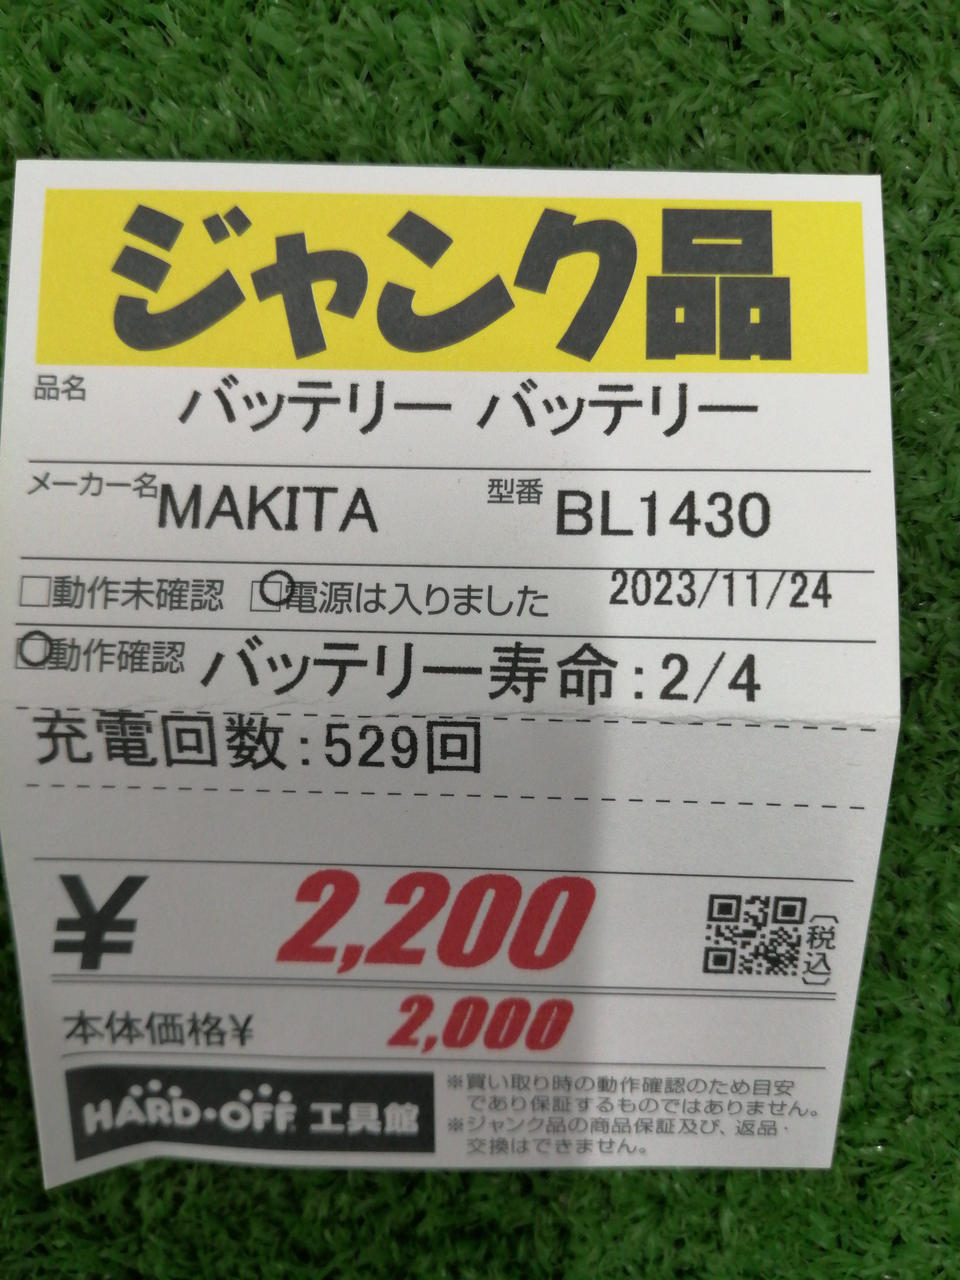 ジャンク品
品名 バッテリー バッテリー
メーカー名 MAKITA 型番 BL1430
□動作未確認 □電源は入りました 2023/11/24
□動作確認 バッテリー寿命:2/4
充電回数:529回
¥ 2,200 (税込)
本体価格¥ 2,000
HARD・OFF 工具館
※買い取り時の動作確認のため目安
であり保証するものではありません。
※ジャンク品の商品保証及び、返品・
交換はできません。